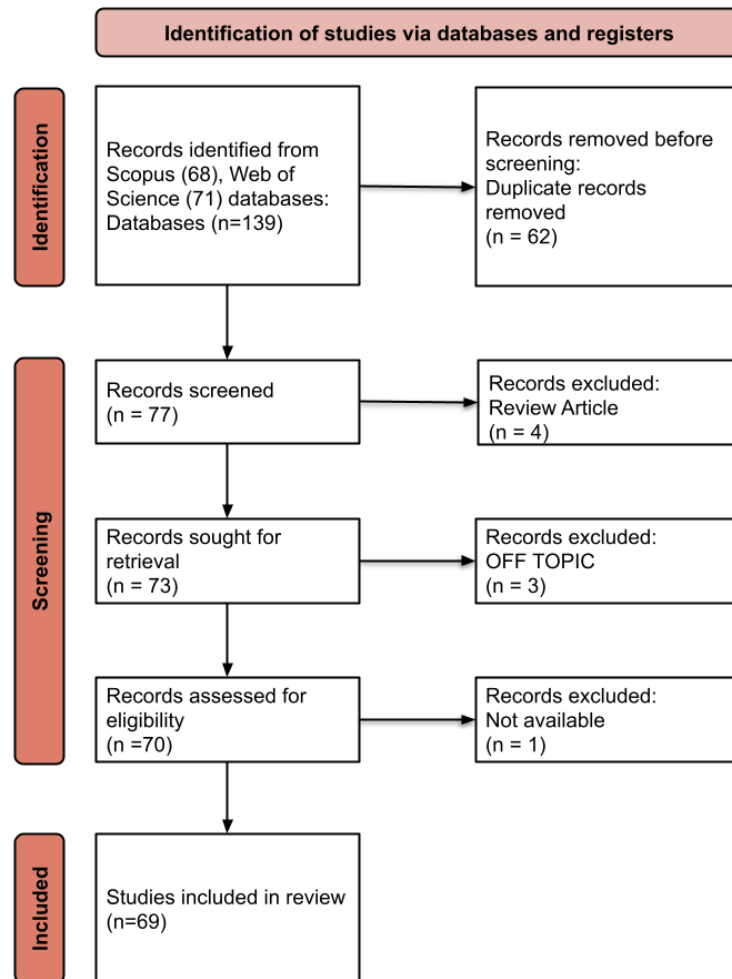 Identification of studies via databases and registers
Identification
Records identified from
Scopus (68), Web of
Science (71) databases:
Databases (n=139)
Records removed before
screening:
Duplicate records
removed
(n = 62)
Screening
Records screened
(n = 77)
Records excluded:
Review Article
(n = 4)
Records sought for
retrieval
(n = 73)
Records excluded:
OFF TOPIC
(n = 3)
Records assessed for
eligibility
(n =70)
Records excluded:
Not available
(n = 1)
Included
Studies included in review
(n=69)